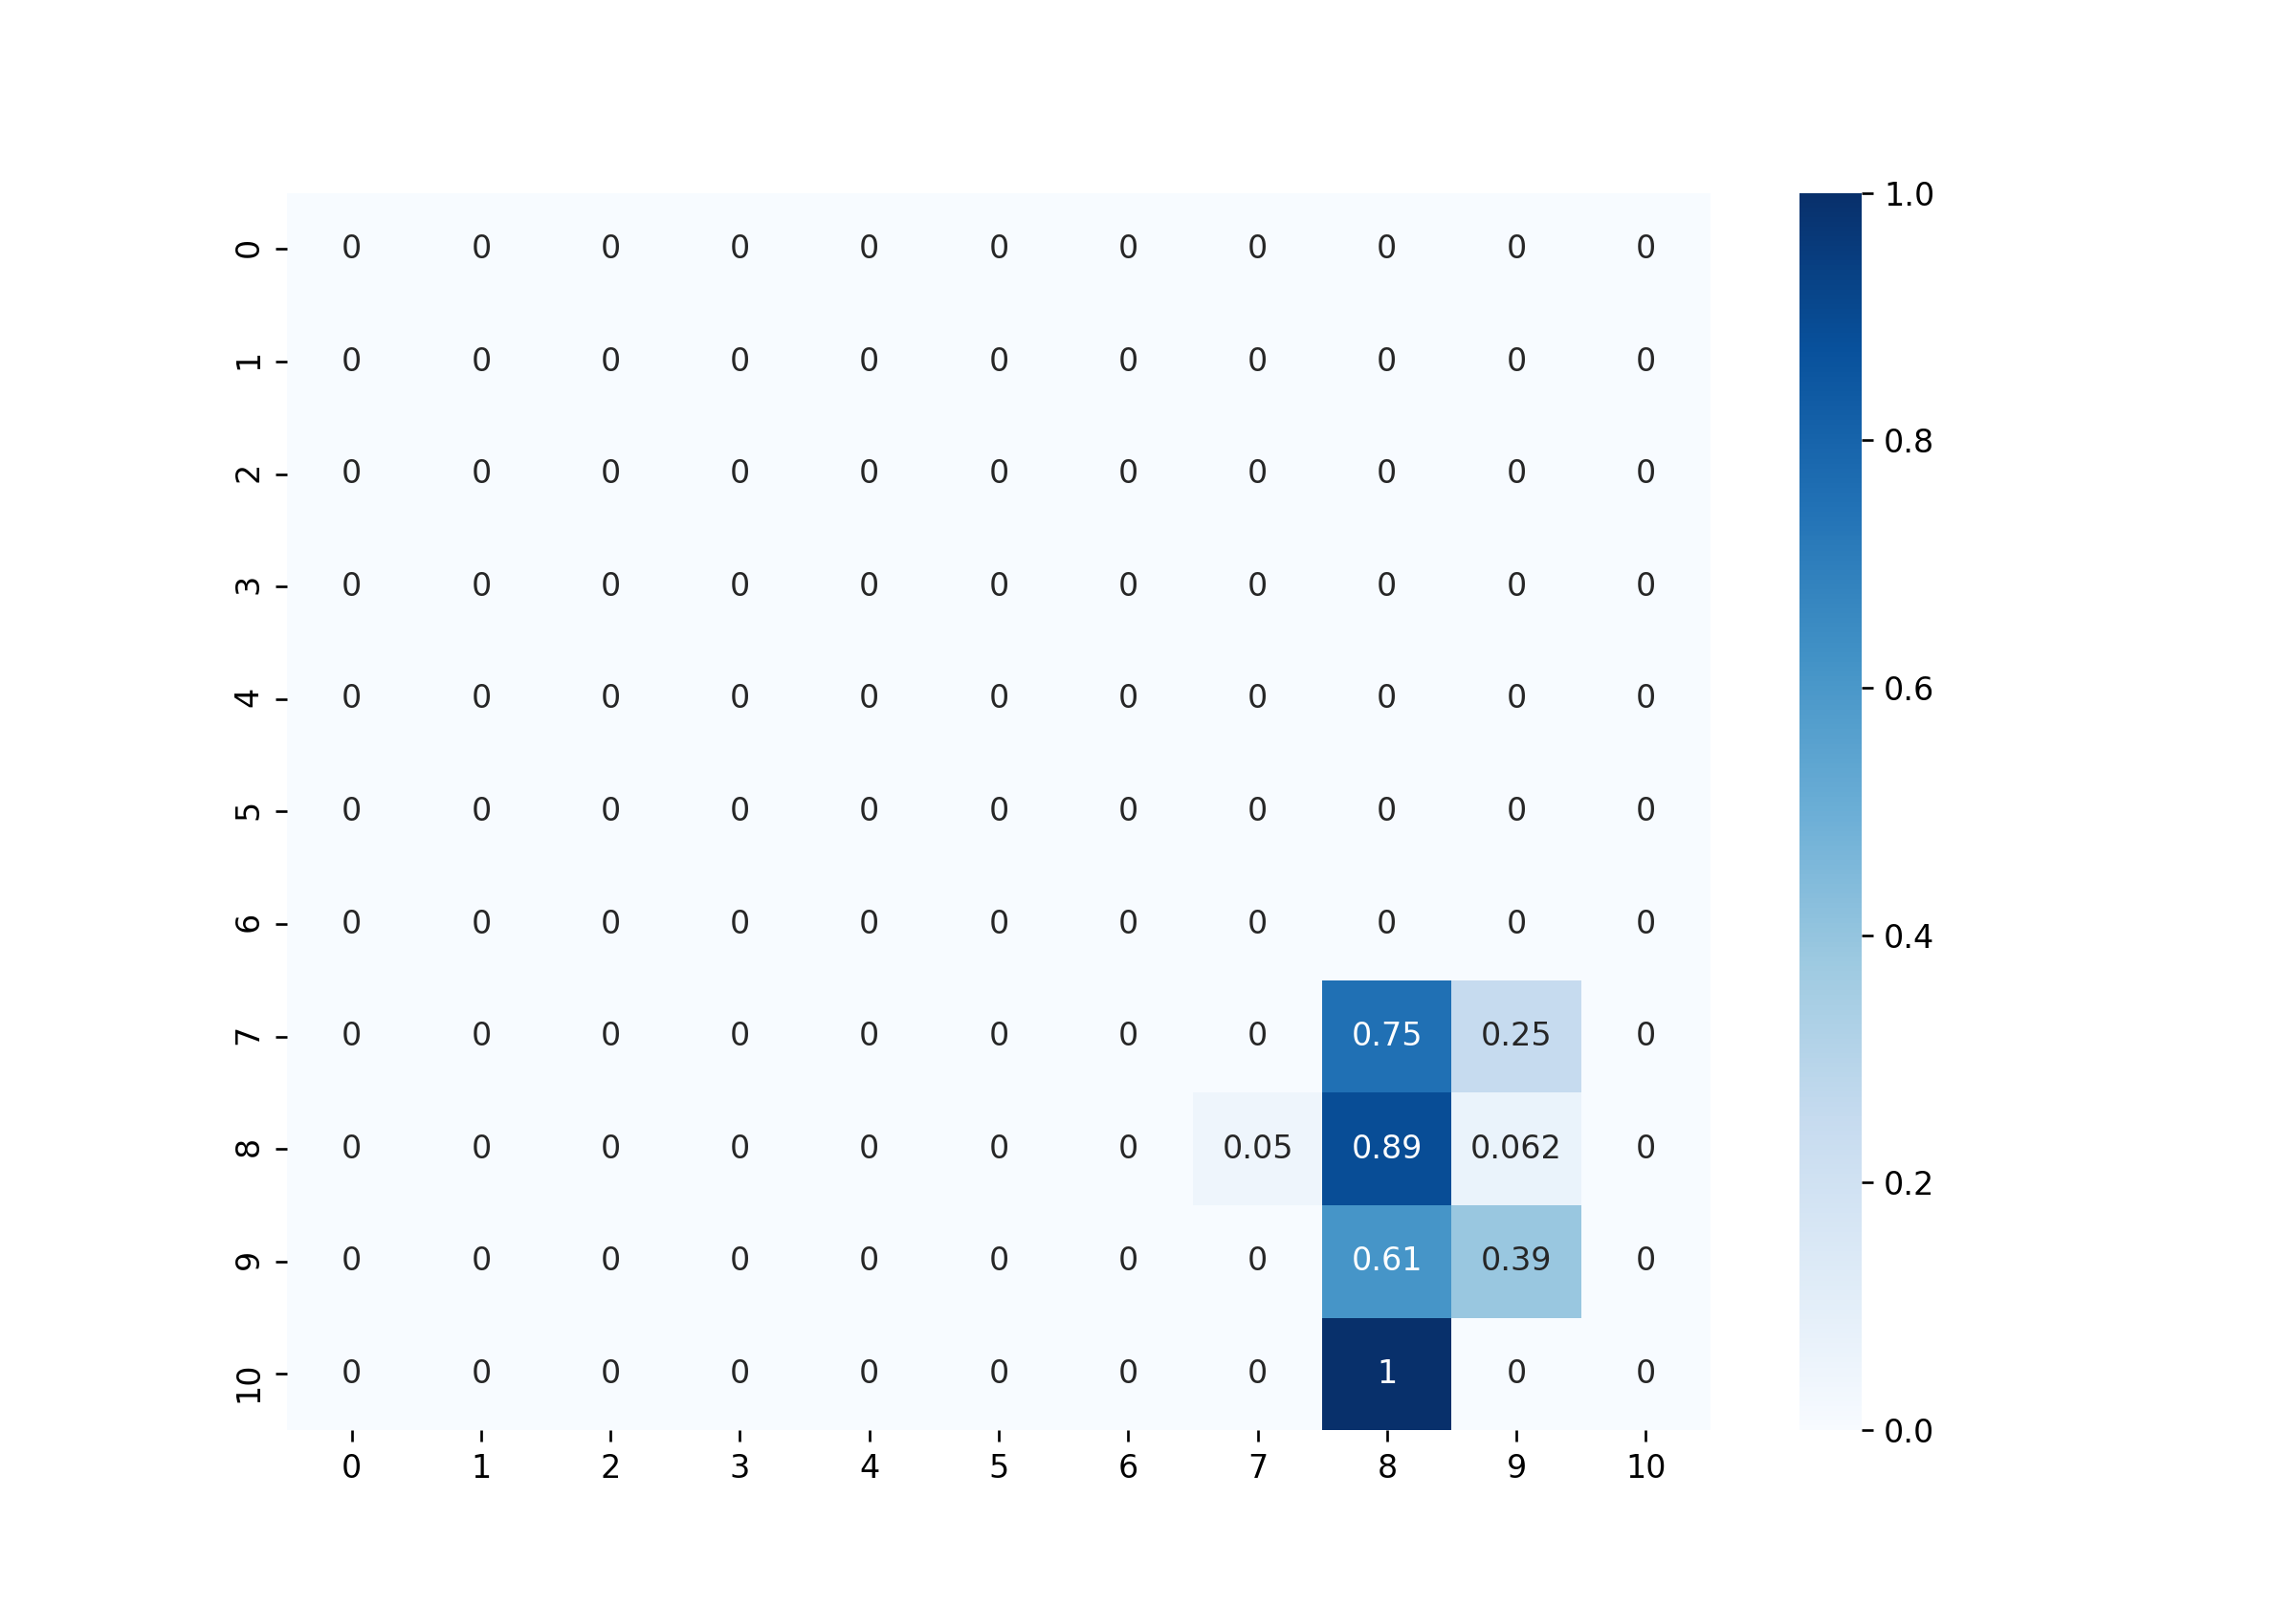 0 0 0 0 0 0 0 0 0 0 0 0
1 0 0 0 0 0 0 0 0 0 0 0
2 0 0 0 0 0 0 0 0 0 0 0
3 0 0 0 0 0 0 0 0 0 0 0
4 0 0 0 0 0 0 0 0 0 0 0
5 0 0 0 0 0 0 0 0 0 0 0
6 0 0 0 0 0 0 0 0 0 0 0
7 0 0 0 0 0 0 0 0 0.75 0.25 0
8 0 0 0 0 0 0 0 0.05 0.89 0.062 0
9 0 0 0 0 0 0 0 0 0.61 0.39 0
10 0 0 0 0 0 0 0 0 1 0 0
0 1 2 3 4 5 6 7 8 9 10
1.0
0.8
0.6
0.4
0.2
0.0